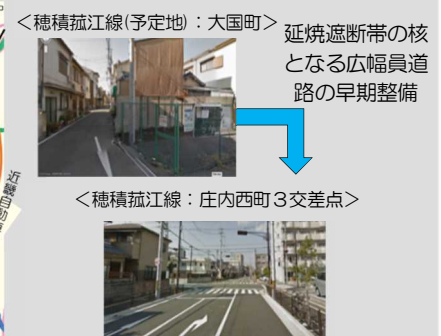 ＜穂積菰江線(予定地)：大国町＞
延焼遮断帯の核
となる広幅員道
路の早期整備
＜穂積菰江線：庄内西町３交差点＞
近畿自動